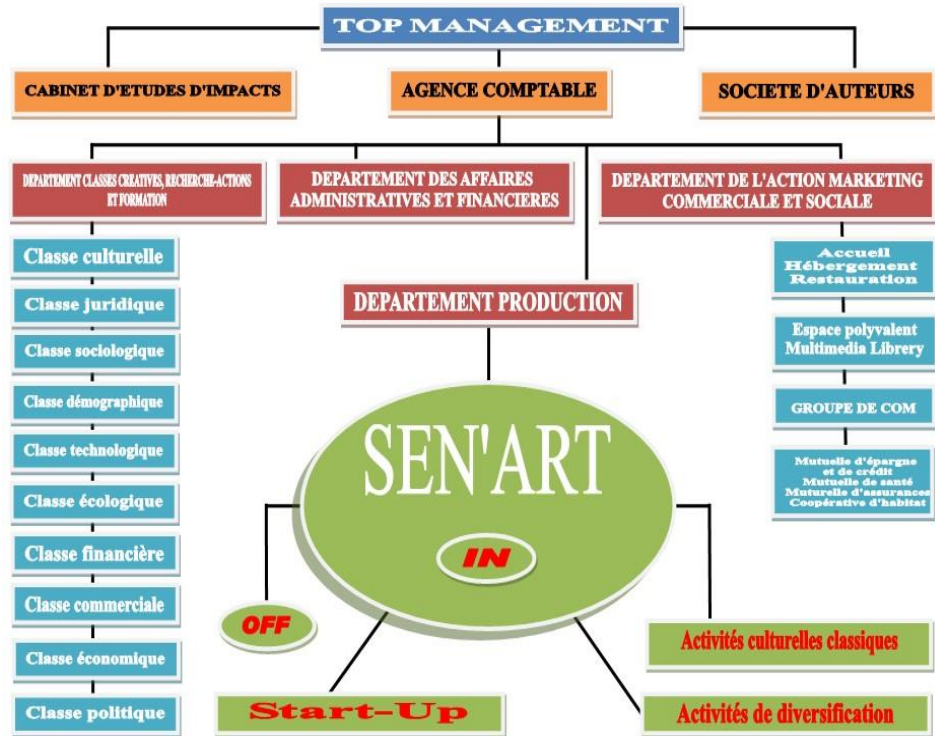 TOP MANAGEMENT
CABINET D'ETUDES D'IMPACTS
AGENCE COMPTABLE
SOCIETE D'AUTEURS
DEPARTEMENT CLASSES CREATIVES, RECHERCHE-ACTIONS
ET FORMATION
DEPARTEMENT DES AFFAIRES
ADMINISTRATIVES ET FINANCIERES
DEPARTEMENT DE L'ACTION MARKETING
COMMERCIALE ET SOCIALE
Classe culturelle
Classe juridique
Classe sociologique
Classe démographique
Classe technologique
Classe écologique
Classe financière
Classe commerciale
Classe économique
Classe politique
Accueil
Hébergement
Restauration
Espace polyvalent
Multimedia Librery
GROUPE DE COM
Mutuelle d'épargne
et de crédit
Mutuelle de santé
Muturelle d'assurances
Coopérative d'habitat
DEPARTEMENT PRODUCTION
SEN'ART
IN
OFF
Start-Up
Activités culturelles classiques
Activités de diversification